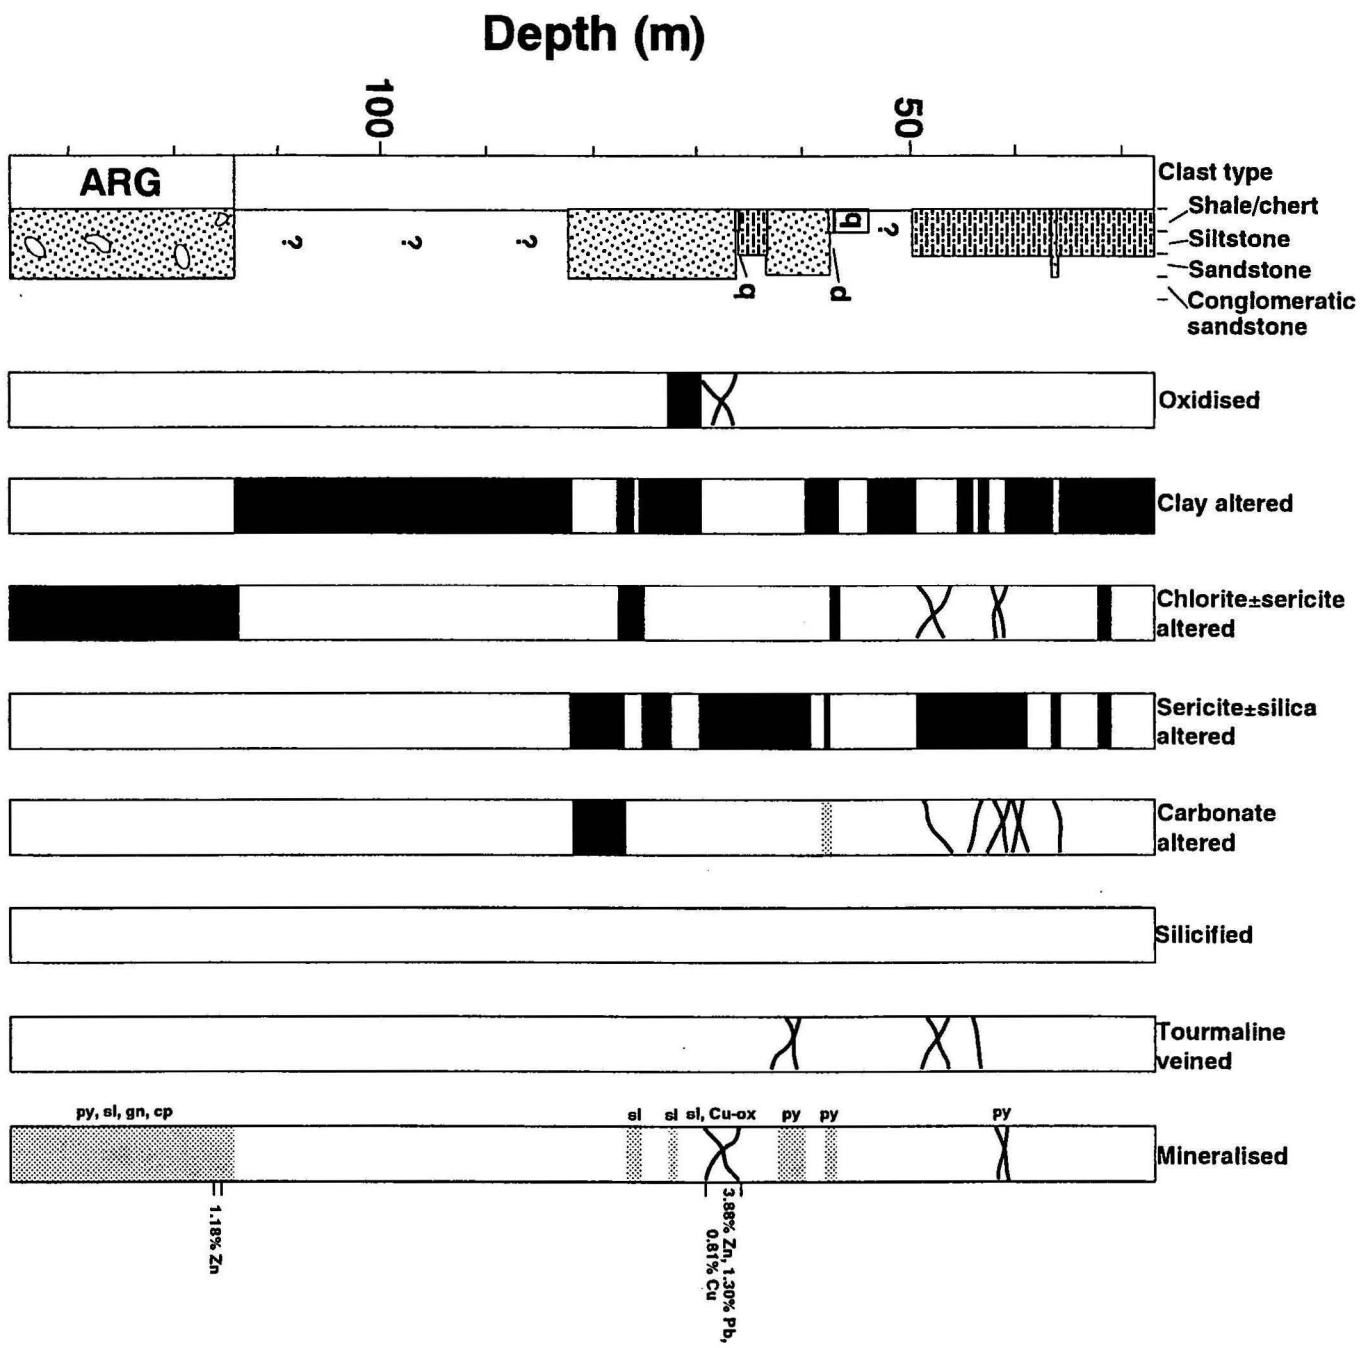 Depth (m)
100
50
ARG
Clast type
Shale/chert
Siltstone
Sandstone
Conglomeratic
sandstone
?
?
?
?
q
q
d
Oxidised
Clay altered
Chlorite±sericite
altered
Sericite±silica
altered
Carbonate
altered
Silicified
Tourmaline
veined
py, sl, gn, cp
sl
sl
sl, Cu-ox
py
py
py
Mineralised
1.18% Zn
3.88% Zn, 1.30% Pb,
0.81% Cu